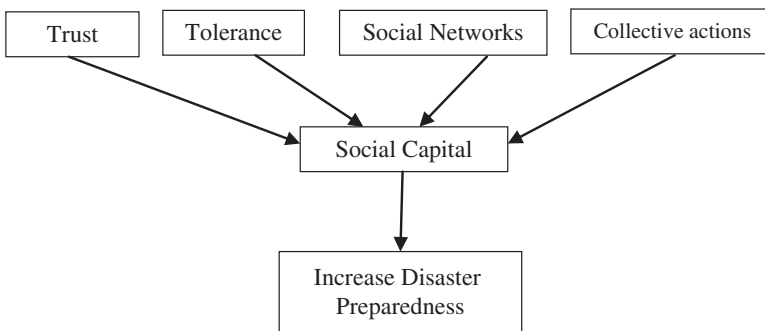 Trust
Tolerance
Social Networks
Collective actions
Social Capital
Increase Disaster
Preparedness